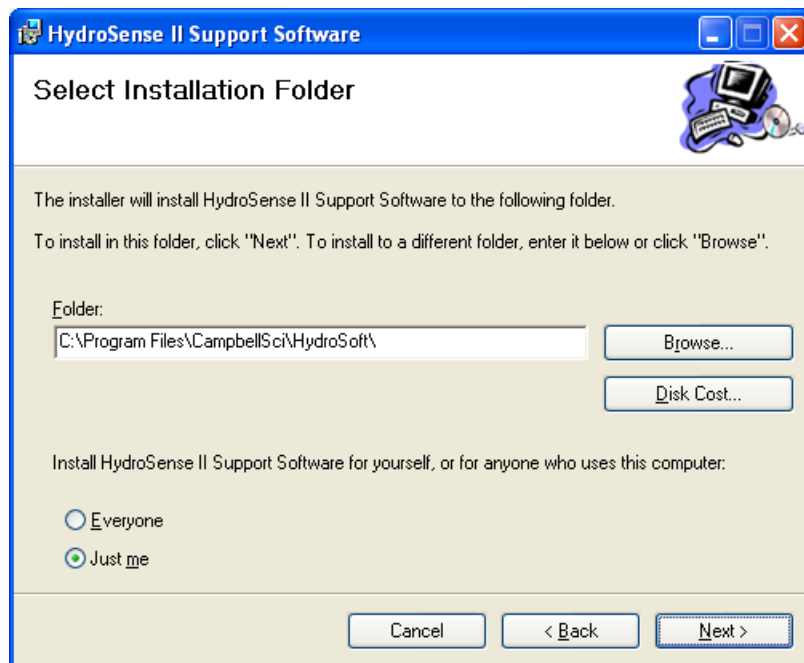 HydroSense II Support Software
Select Installation Folder
The installer will install HydroSense II Support Software to the following folder.
To install in this folder, click "Next". To install to a different folder, enter it below or click "Browse".
Folder:
C:\Program Files\CampbellSci\HydroSoft\
Browse...
Disk Cost...
Install HydroSense II Support Software for yourself, or for anyone who uses this computer:
Everyone
Just me
Cancel
< Back
Next >